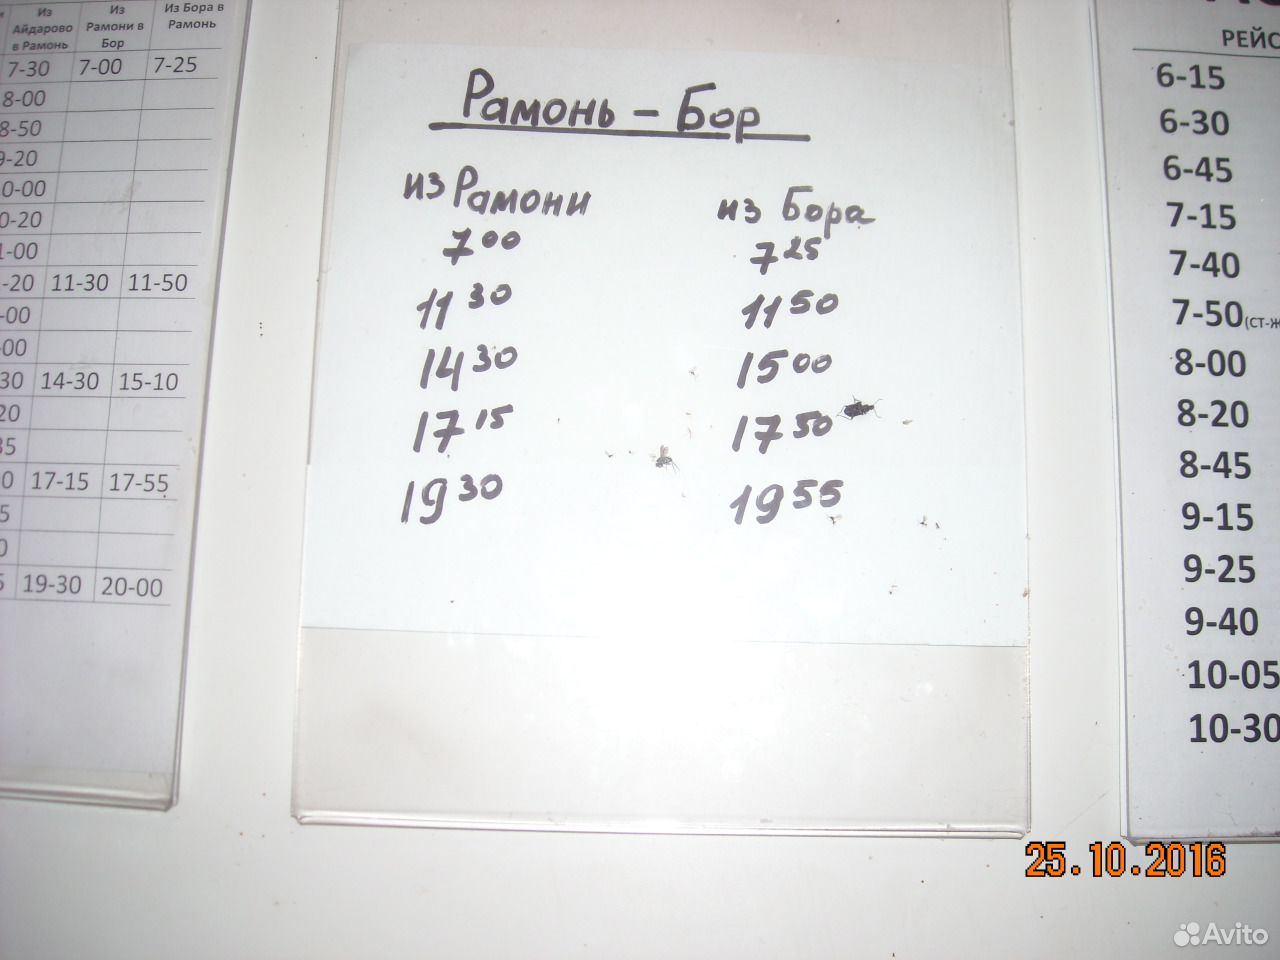 Из Айдарово в Рамонь
Из Рамони в Бор
Из Бора в Рамонь
7-30 7-00 7-25
8-00
8-50
9-20
0-00
0-20
1-00
-20 11-30 11-50
-00
-00
30 14-30 15-10
20
35
0 17-15 17-55
5
0
5 19-30 20-00
Рамонь - Бор
из Рамони из Бора
7 00 7 25
11 30 11 50
14 30 15 00
17 15 17 50
19 30 19 55
РЕЙС
6-15
6-30
6-45
7-15
7-40
7-50(ст-ж
8-00
8-20
8-45
9-15
9-25
9-40
10-05
10-30
25.10.2016
Avito